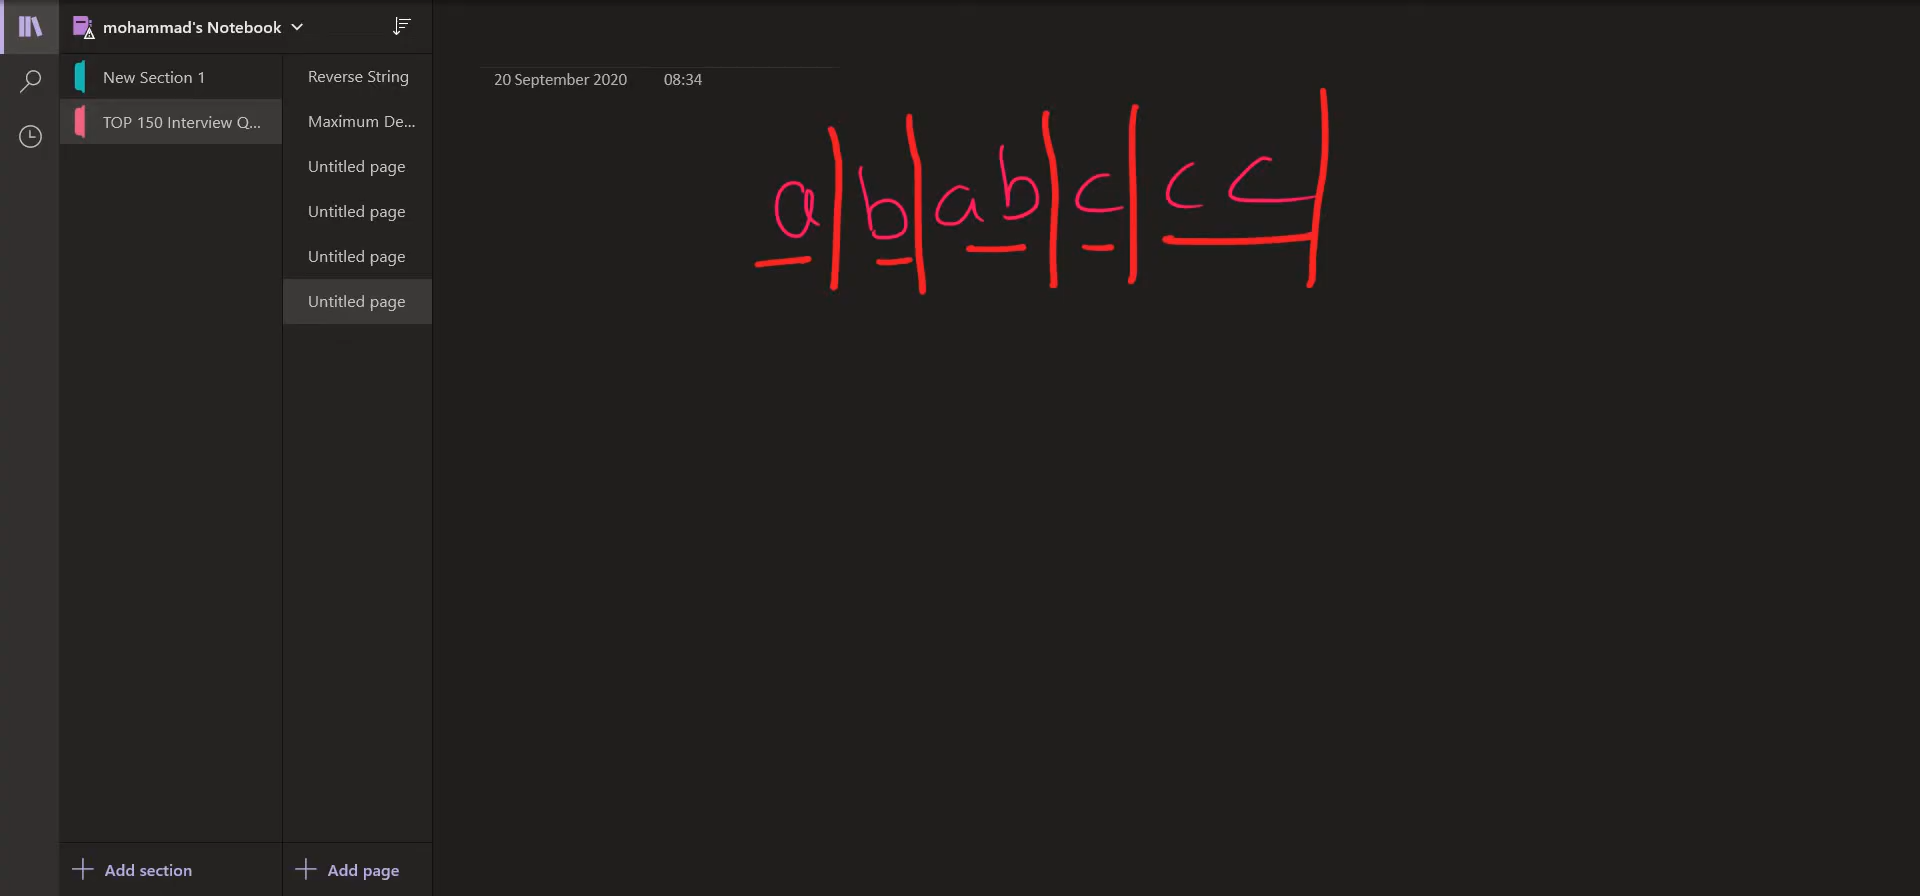 mohammad's Notebook
New Section 1
TOP 150 Interview Q...
Reverse String
Maximum De...
Untitled page
Untitled page
Untitled page
Untitled page
20 September 2020 08:34
a|b|ab|c|cc|
Add section
Add page